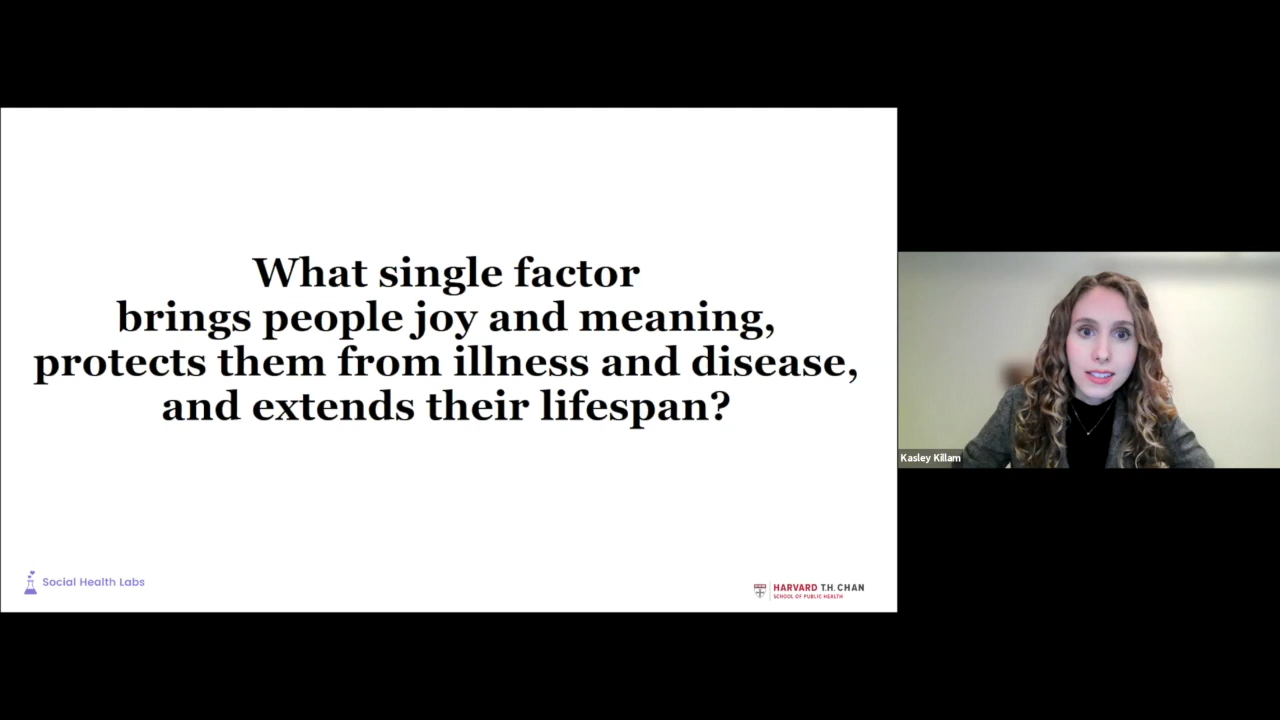 What single factor
brings people joy and meaning,
protects them from illness and disease,
and extends their lifespan?
Social Health Labs
HARVARD T.H. CHAN
SCHOOL OF PUBLIC HEALTH
Kasley Killam